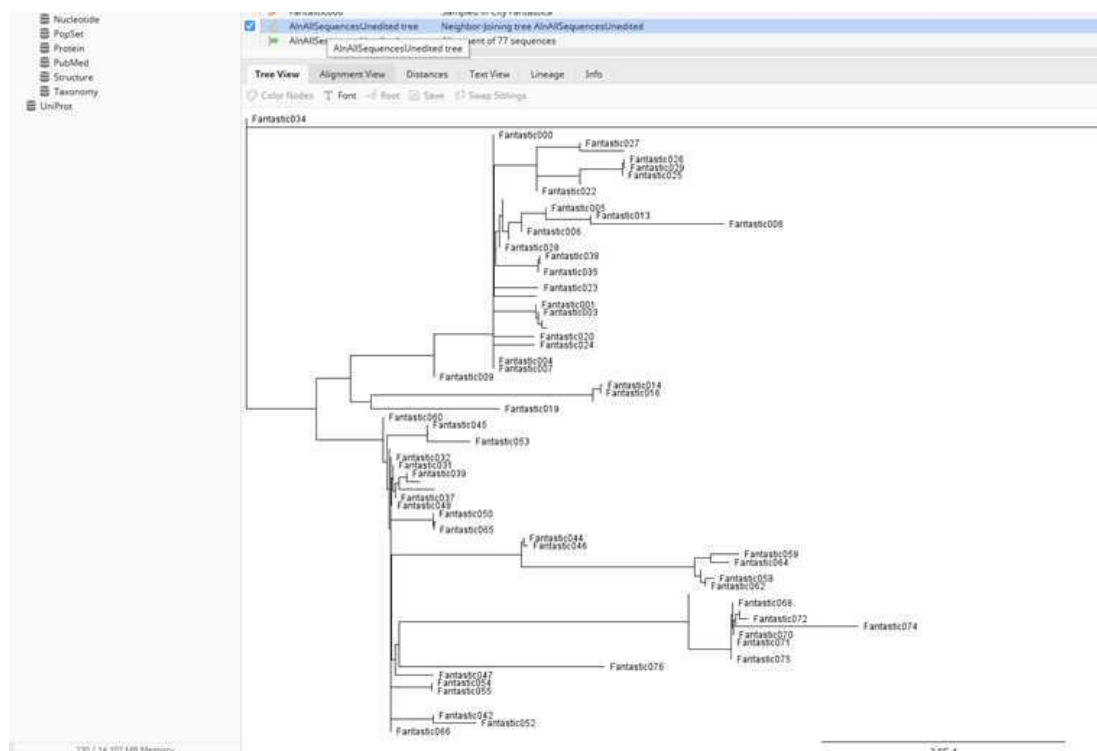 Nucleotide
PopSet
Protein
PubMed
Structure
Taxonomy
UniProt
AlnAllSequencesUnedited tree Neighbor-Joining tree AlnAllSequencesUnedited
of 77 sequences
AlnAllSequencesUnedited tree
Tree View Alignment View Distances Text View Lineage Info
Color Nodes Font Root Save Swap Siblings
Fantastic034
Fantastic000
Fantastic027
Fantastic026
Fantastic029
Fantastic025
Fantastic022
Fantastic005
Fantastic013
Fantastic008
Fantastic006
Fantastic028
Fantastic038
Fantastic035
Fantastic023
Fantastic001
Fantastic003
Fantastic020
Fantastic024
Fantastic004
Fantastic007
Fantastic009
Fantastic014
Fantastic016
Fantastic019
Fantastic060
Fantastic045
Fantastic053
Fantastic032
Fantastic031
Fantastic039
Fantastic037
Fantastic048
Fantastic050
Fantastic065
Fantastic044
Fantastic046
Fantastic059
Fantastic064
Fantastic058
Fantastic062
Fantastic068
Fantastic072
Fantastic074
Fantastic070
Fantastic071
Fantastic075
Fantastic076
Fantastic047
Fantastic054
Fantastic055
Fantastic042
Fantastic052
Fantastic066